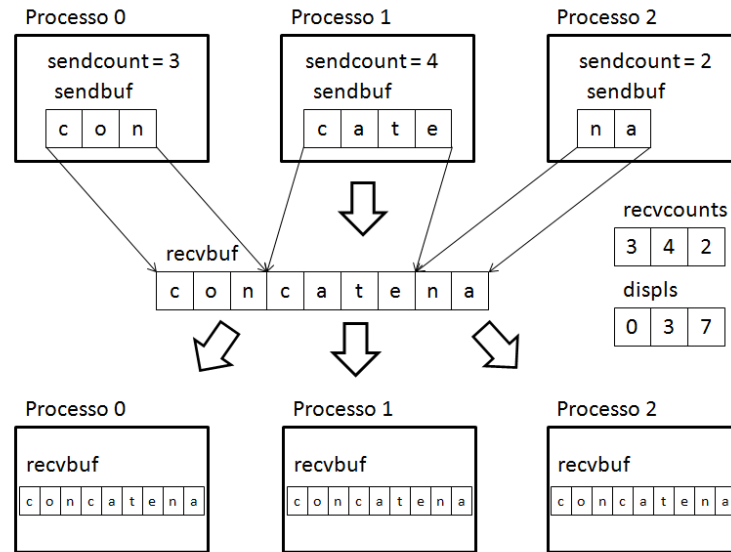 Processo 0
Processo 1
Processo 2
sendcount = 3
sendbuf
c o n
sendcount = 4
sendbuf
c a t e
sendcount = 2
sendbuf
n a
recvcounts
3 4 2
recvbuf
c o n c a t e n a
displs
0 3 7
Processo 0
Processo 1
Processo 2
recvbuf
c o n c a t e n a
recvbuf
c o n c a t e n a
recvbuf
c o n c a t e n a